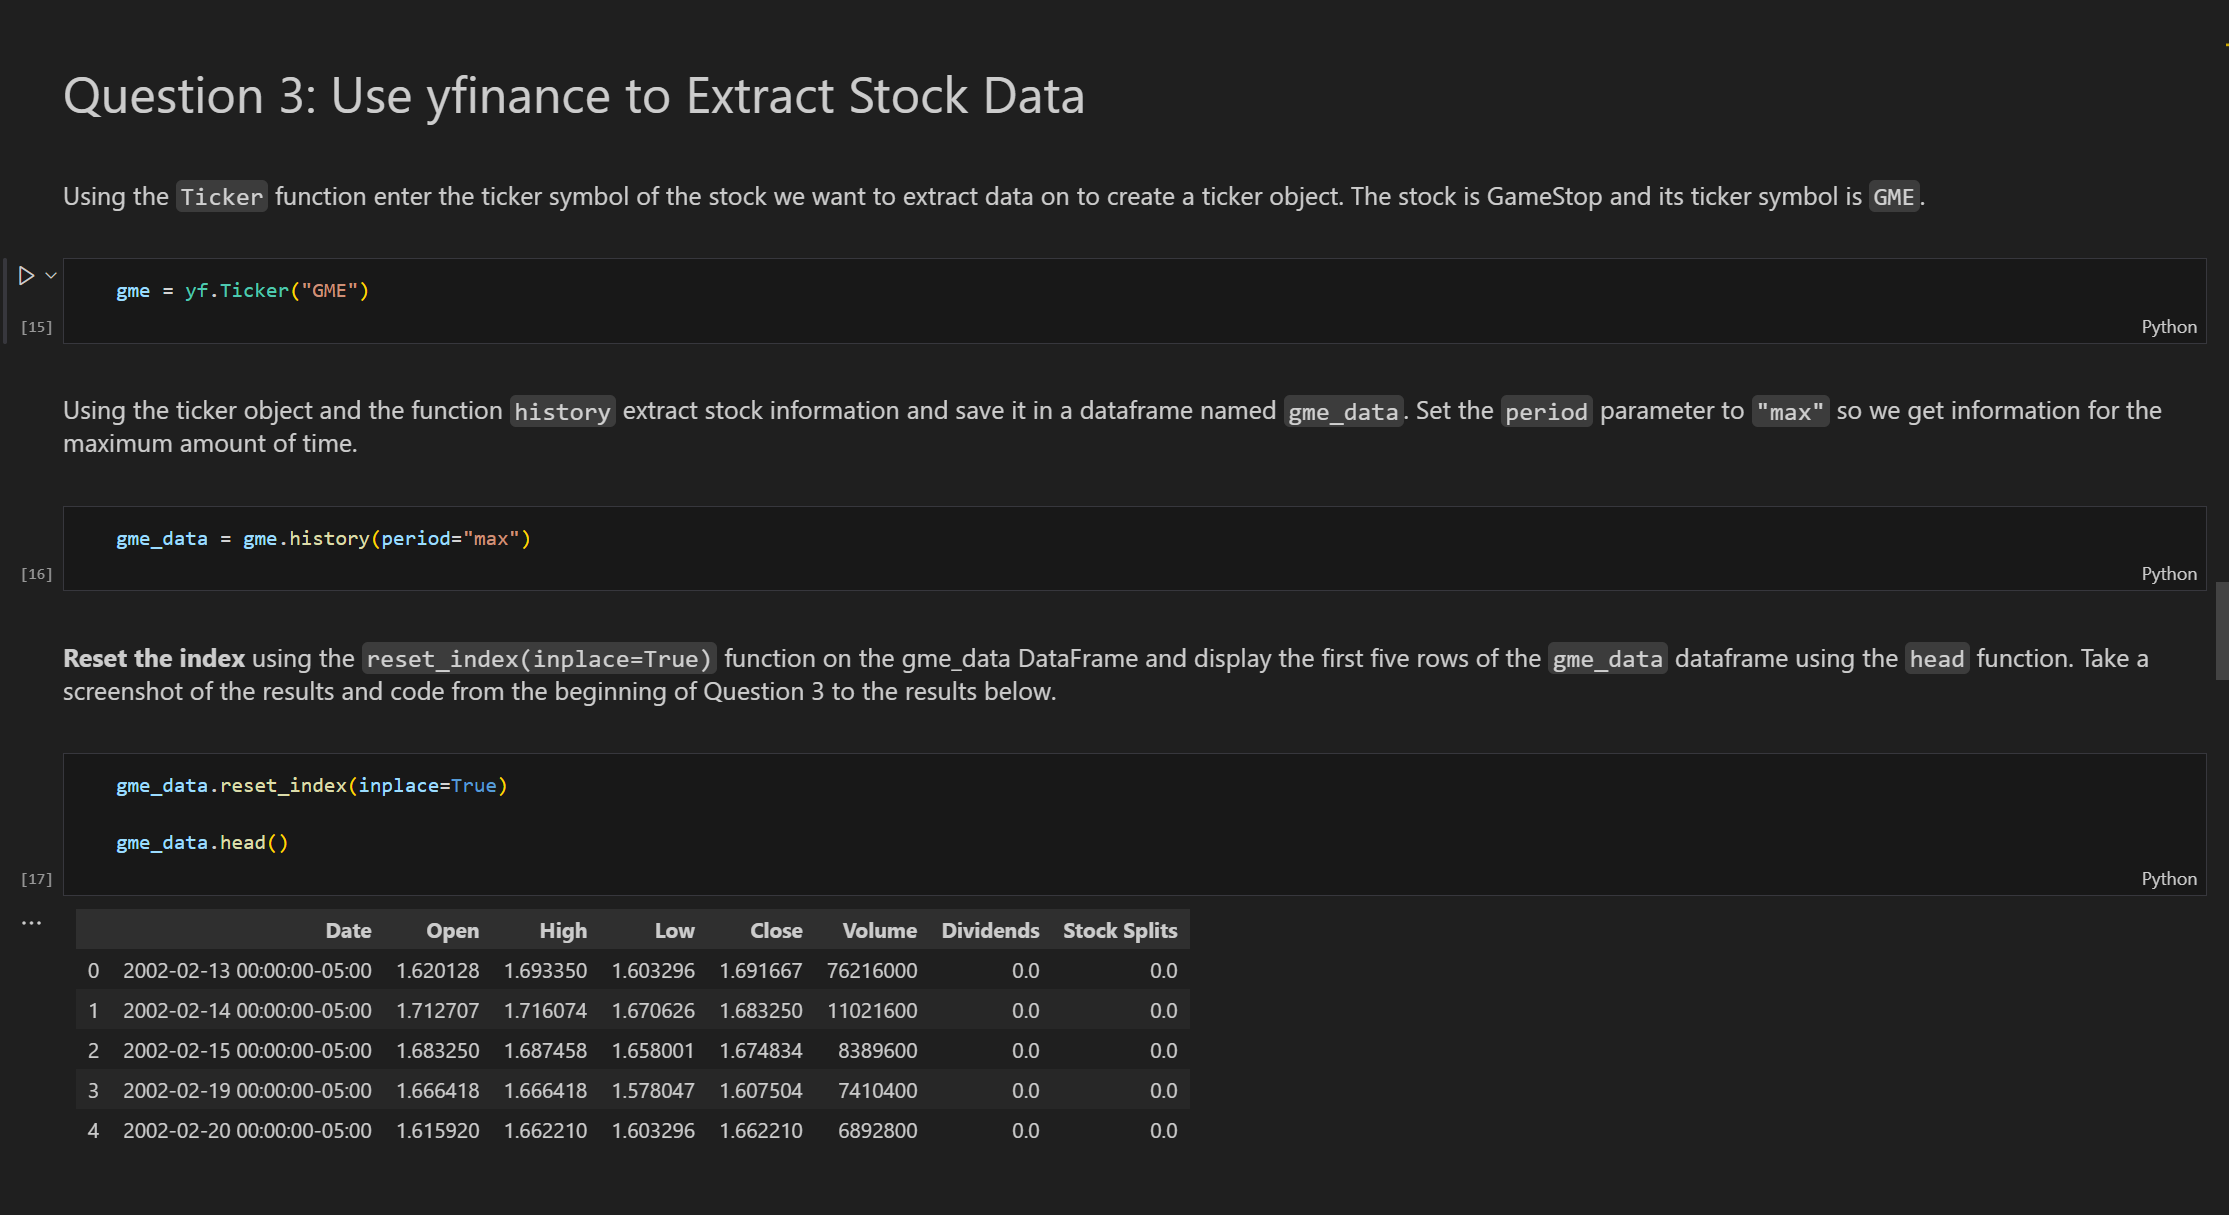 Question 3: Use yfinance to Extract Stock Data
Using the Ticker function enter the ticker symbol of the stock we want to extract data on to create a ticker object. The stock is GameStop and its ticker symbol is GME.
gme = yf.Ticker("GME")
[15]
Python
Using the ticker object and the function history extract stock information and save it in a dataframe named gme_data. Set the period parameter to "max" so we get information for the
maximum amount of time.
gme_data = gme.history(period="max")
[16]
Python
Reset the index using the reset_index(inplace=True) function on the gme_data DataFrame and display the first five rows of the gme_data dataframe using the head function. Take a
screenshot of the results and code from the beginning of Question 3 to the results below.
gme_data.reset_index(inplace=True)
gme_data.head()
[17]
Python
...
Date Open High Low Close Volume Dividends Stock Splits
0 2002-02-13 00:00:00-05:00 1.620128 1.693350 1.603296 1.691667 76216000 0.0 0.0
1 2002-02-14 00:00:00-05:00 1.712707 1.716074 1.670626 1.683250 11021600 0.0 0.0
2 2002-02-15 00:00:00-05:00 1.683250 1.687458 1.658001 1.674834 8389600 0.0 0.0
3 2002-02-19 00:00:00-05:00 1.666418 1.666418 1.578047 1.607504 7410400 0.0 0.0
4 2002-02-20 00:00:00-05:00 1.615920 1.662210 1.603296 1.662210 6892800 0.0 0.0